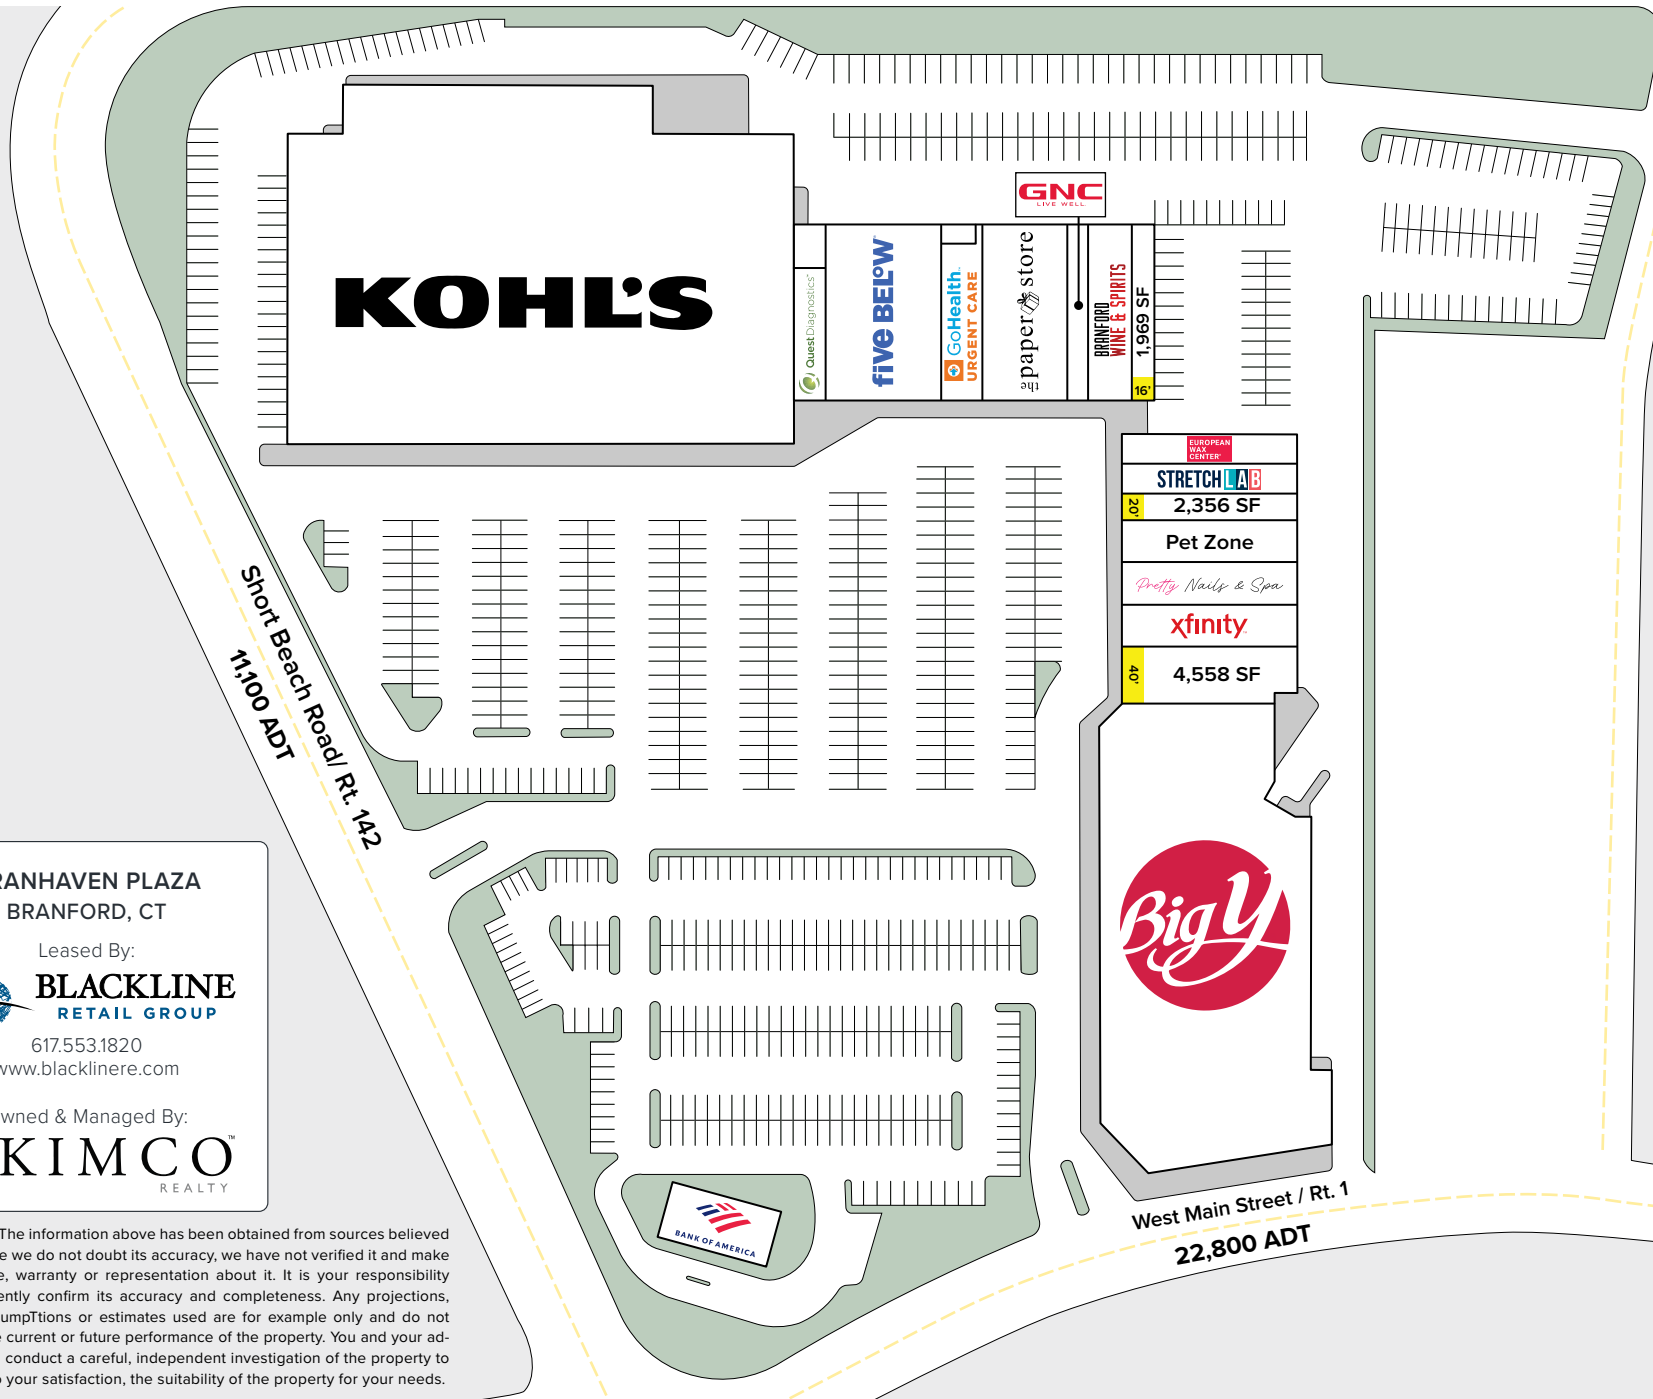 KOHL'S
QuestDiagnostics
five BELOW
GoHealth
URGENT CARE
the paper store
GNC
LIVE WELL
BRANFORD
WINE & SPIRITS
1,969 SF
16'
EUROPEAN
WAX
CENTER
STRETCH LAB
20'
2,356 SF
Pet Zone
Pretty Nails & Spa
xfinity
40'
4,558 SF
Big Y
Short Beach Road/ Rt. 142
11,100 ADT
BANK OF AMERICA
West Main Street / Rt. 1
22,800 ADT
RANHAVEN PLAZA
BRANFORD, CT
Leased By:
BLACKLINE
RETAIL GROUP
617.553.1820
www.blacklinere.com
wned & Managed By:
KIMCO™
REALTY
The information above has been obtained from sources believed
e we do not doubt its accuracy, we have not verified it and make
e, warranty or representation about it. It is your responsibility
ently confirm its accuracy and completeness. Any projections,
umpTtions or estimates used are for example only and do not
e current or future performance of the property. You and your ad-
conduct a careful, independent investigation of the property to
o your satisfaction, the suitability of the property for your needs.